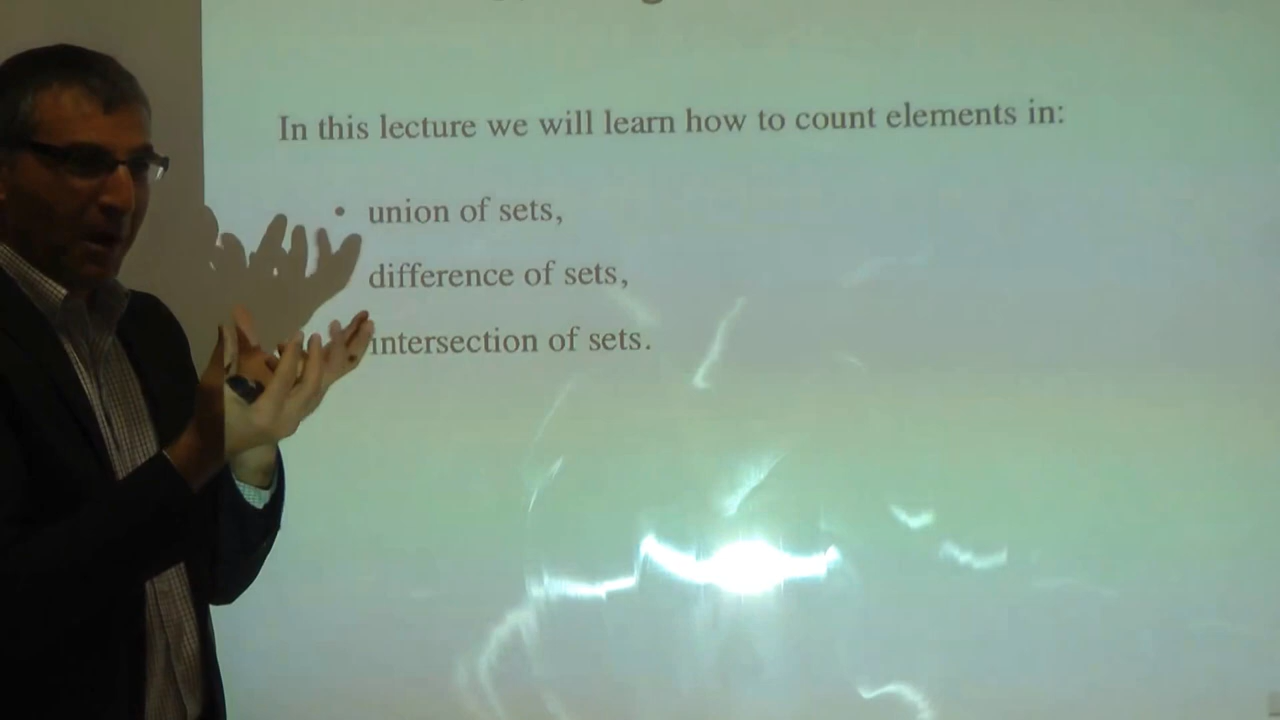 In this lecture we will learn how to count elements in:
• union of sets,
difference of sets,
intersection of sets.